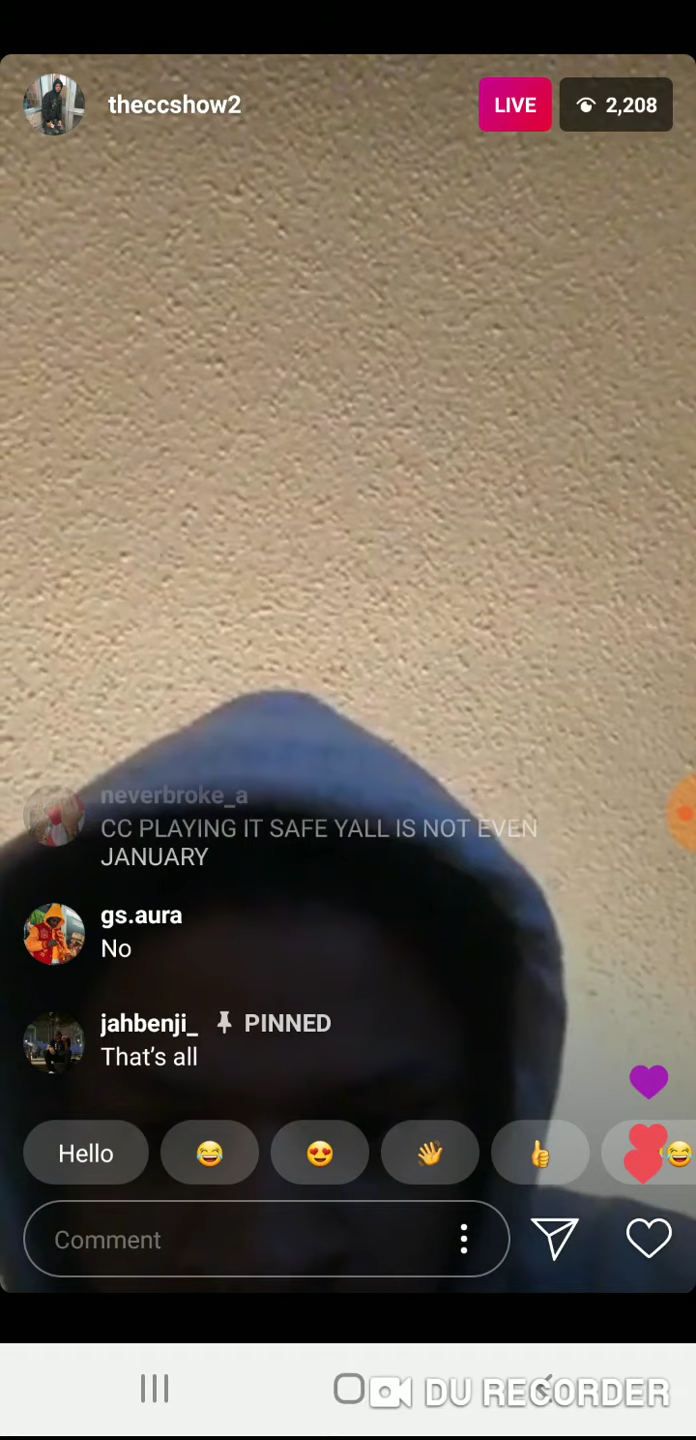 theccshow2
LIVE
2,208
neverbroke_a
CC PLAYING IT SAFE YALL IS NOT EVEN
JANUARY
gs.aura
No
jahbenji_ PINNED
That’s all
Hello
Comment
DU RECORDER